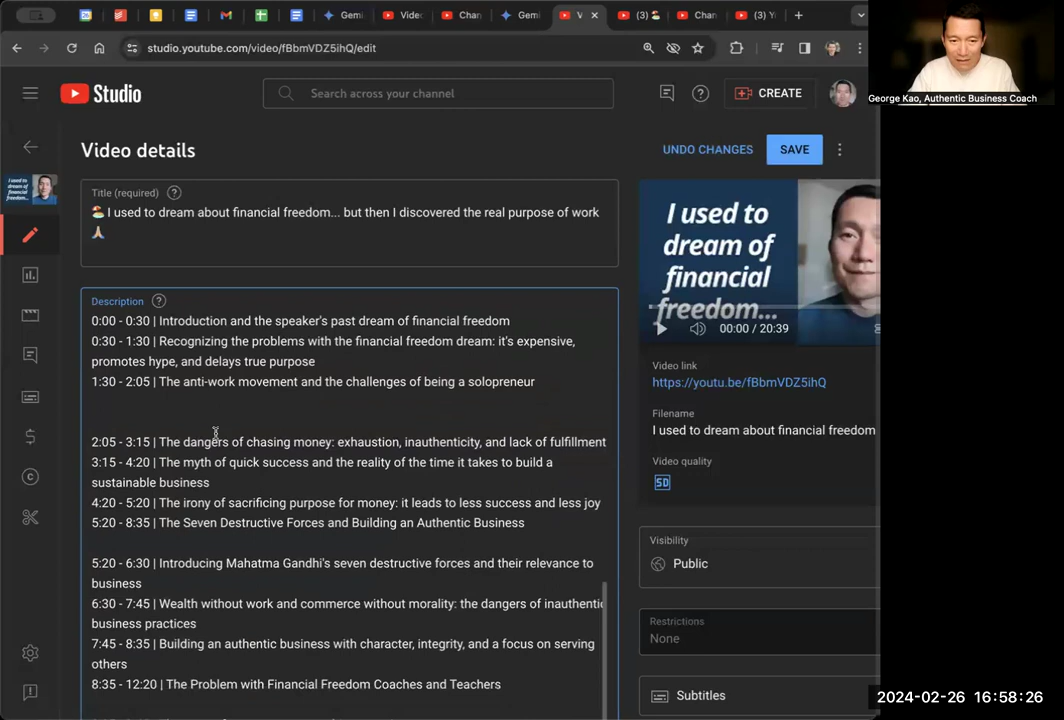 Gemi
Video
Chan
Gemi
V
(3)
Chan
(3) Y
studio.youtube.com/video/fBbmVDZ5ihQ/edit
George Kao, Authentic Business Coach
Studio
Search across your channel
CREATE
Video details
UNDO CHANGES
SAVE
Title (required)
🏖️ I used to dream about financial freedom... but then I discovered the real purpose of work
🙏
I used to
dream of
financial
freedom...
I used to
dream of
financial
freedom...
00:00 / 20:39
Description
0:00 - 0:30 | Introduction and the speaker's past dream of financial freedom
0:30 - 1:30 | Recognizing the problems with the financial freedom dream: it's expensive,
promotes hype, and delays true purpose
1:30 - 2:05 | The anti-work movement and the challenges of being a solopreneur
2:05 - 3:15 | The dangers of chasing money: exhaustion, inauthenticity, and lack of fulfillment
3:15 - 4:20 | The myth of quick success and the reality of the time it takes to build a
sustainable business
4:20 - 5:20 | The irony of sacrificing purpose for money: it leads to less success and less joy
5:20 - 8:35 | The Seven Destructive Forces and Building an Authentic Business
5:20 - 6:30 | Introducing Mahatma Gandhi's seven destructive forces and their relevance to
business
6:30 - 7:45 | Wealth without work and commerce without morality: the dangers of inauthentic
business practices
7:45 - 8:35 | Building an authentic business with character, integrity, and a focus on serving
others
8:35 - 12:20 | The Problem with Financial Freedom Coaches and Teachers
Video link
https://youtu.be/fBbmVDZ5ihQ
Filename
I used to dream about financial freedom
Video quality
SD
Visibility
Public
Restrictions
None
Subtitles
2024-02-26 16:58:26